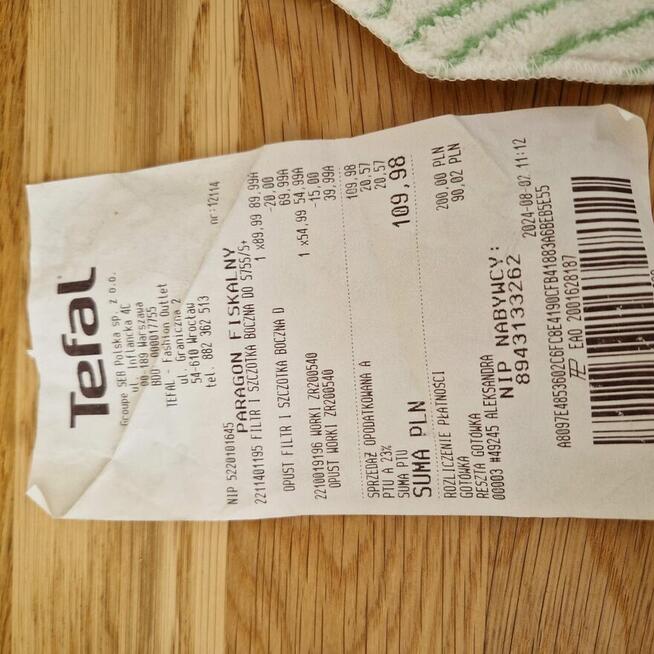 Tefal
Groupe SEB Polska sp. z o.o.
ul. Inflancka 4C
00-189 Warszawa
BDO 000017755
TEFAL - Fashion Outlet
ul. Graniczna 2
54-610 Wrocław
tel. 882 362 513
NIP 5220101645 nr:12114
PARAGON FISKALNY
2211401195 FILTR I SZCZOTKA BOCZNA DO S75S/S+
1 x89,99 89,99A
OPUST FILTR I SZCZOTKA BOCZNA D -20,00
69,99A
2210019196 WORKI ZR200540 1 x54,99 54,99A
OPUST WORKI ZR200540 -15,00
39,99A
SPRZEDAŻ OPODATKOWANA A 109,98
PTU A 23% 20,57
SUMA PTU 20,57
SUMA PLN 109,98
ROZLICZENIE PŁATNOŚCI
GOTÓWKA 200,00 PLN
RESZTA GOTÓWKA 90,02 PLN
00003 #49245 ALEKSANDRA 2024-08-02 11:12
NIP NABYWCY:
8943133262
A8097E4853602C6FC8E4190CFB41883A6BEB5E55
EAO 2001628187